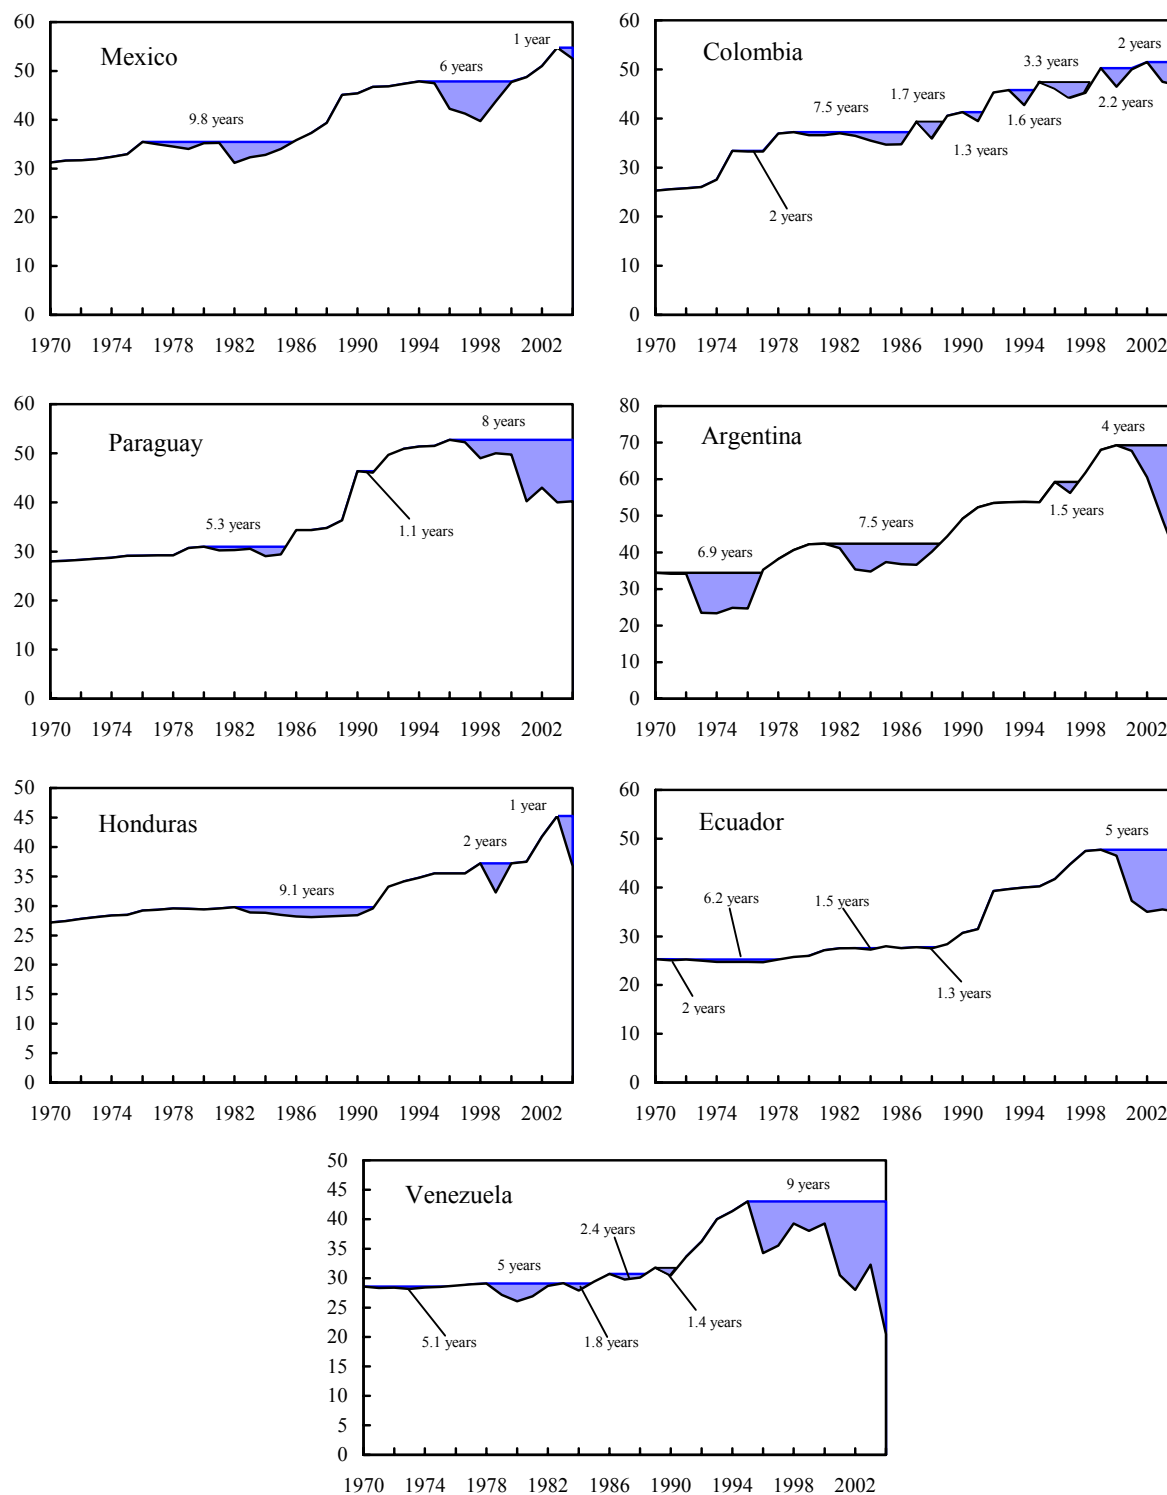 60
50
40
30
20
10
0
Mexico
9.8 years
6 years
1 year
1970 1974 1978 1982 1986 1990 1994 1998 2002
60
50
40
30
20
10
0
Colombia
2 years
7.5 years
1.7 years
1.3 years
3.3 years
1.6 years
2 years
2.2 years
1970 1974 1978 1982 1986 1990 1994 1998 2002
60
50
40
30
20
10
0
Paraguay
5.3 years
1.1 years
8 years
1970 1974 1978 1982 1986 1990 1994 1998 2002
80
70
60
50
40
30
20
10
0
Argentina
6.9 years
7.5 years
1.5 years
4 years
1970 1974 1978 1982 1986 1990 1994 1998 2002
50
45
40
35
30
25
20
15
10
5
0
Honduras
9.1 years
2 years
1 year
1970 1974 1978 1982 1986 1990 1994 1998 2002
60
50
40
30
20
10
0
Ecuador
6.2 years
2 years
1.5 years
1.3 years
5 years
1970 1974 1978 1982 1986 1990 1994 1998 2002
50
45
40
35
30
25
20
15
10
5
0
Venezuela
5.1 years
5 years
1.8 years
2.4 years
1.4 years
9 years
1970 1974 1978 1982 1986 1990 1994 1998 2002